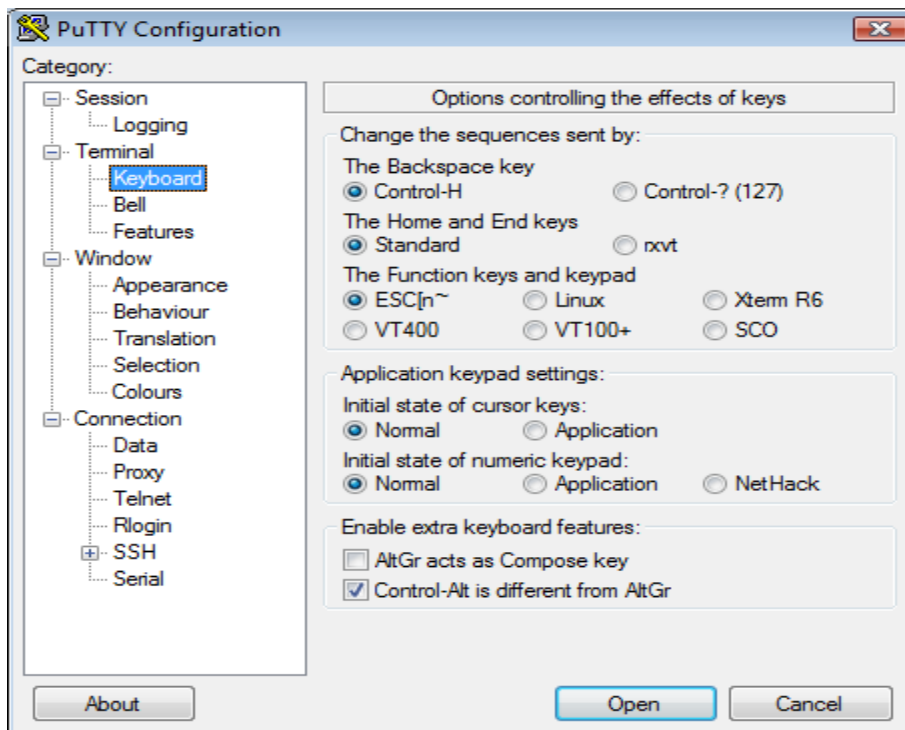 PuTTY Configuration
Category:
Session
Logging
Terminal
Keyboard
Bell
Features
Window
Appearance
Behaviour
Translation
Selection
Colours
Connection
Data
Proxy
Telnet
Rlogin
SSH
Serial
Options controlling the effects of keys
Change the sequences sent by:
The Backspace key
Control-H Control-? (127)
The Home and End keys
Standard rxvt
The Function keys and keypad
ESC[n~ Linux Xterm R6
VT400 VT100+ SCO
Application keypad settings:
Initial state of cursor keys:
Normal Application
Initial state of numeric keypad:
Normal Application NetHack
Enable extra keyboard features:
AltGr acts as Compose key
Control-Alt is different from AltGr
About Open Cancel